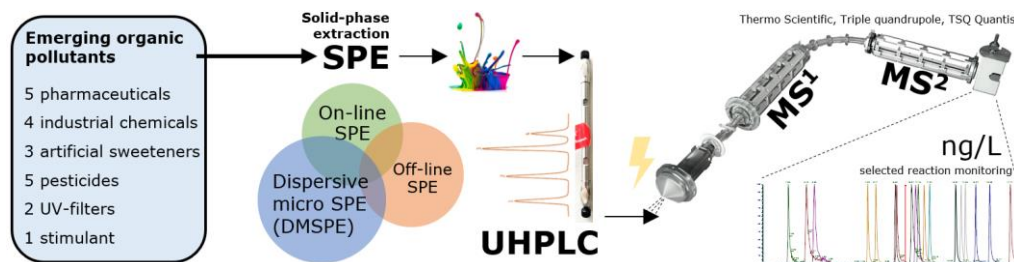 Emerging organic
pollutants
5 pharmaceuticals
4 industrial chemicals
3 artificial sweeteners
5 pesticides
2 UV-filters
1 stimulant
Solid-phase
extraction
SPE
On-line
SPE
Off-line
SPE
Dispersive
micro SPE
(DMSPE)
UHPLC
Thermo Scientific, Triple quandrupole, TSQ Quantis
MS1
MS2
ng/L
selected reaction monitoring